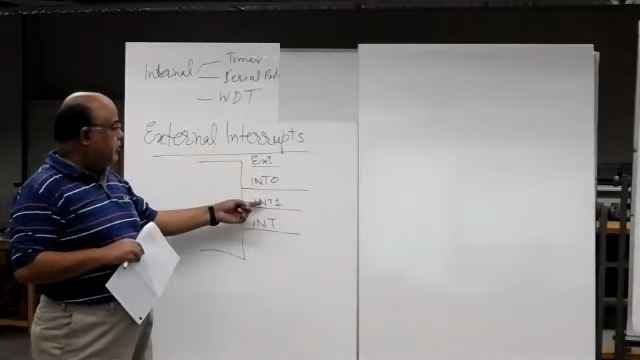 Internal
Timer
Serial Port
WDT
External Interrupts
Ext
INT0
INT1
INT